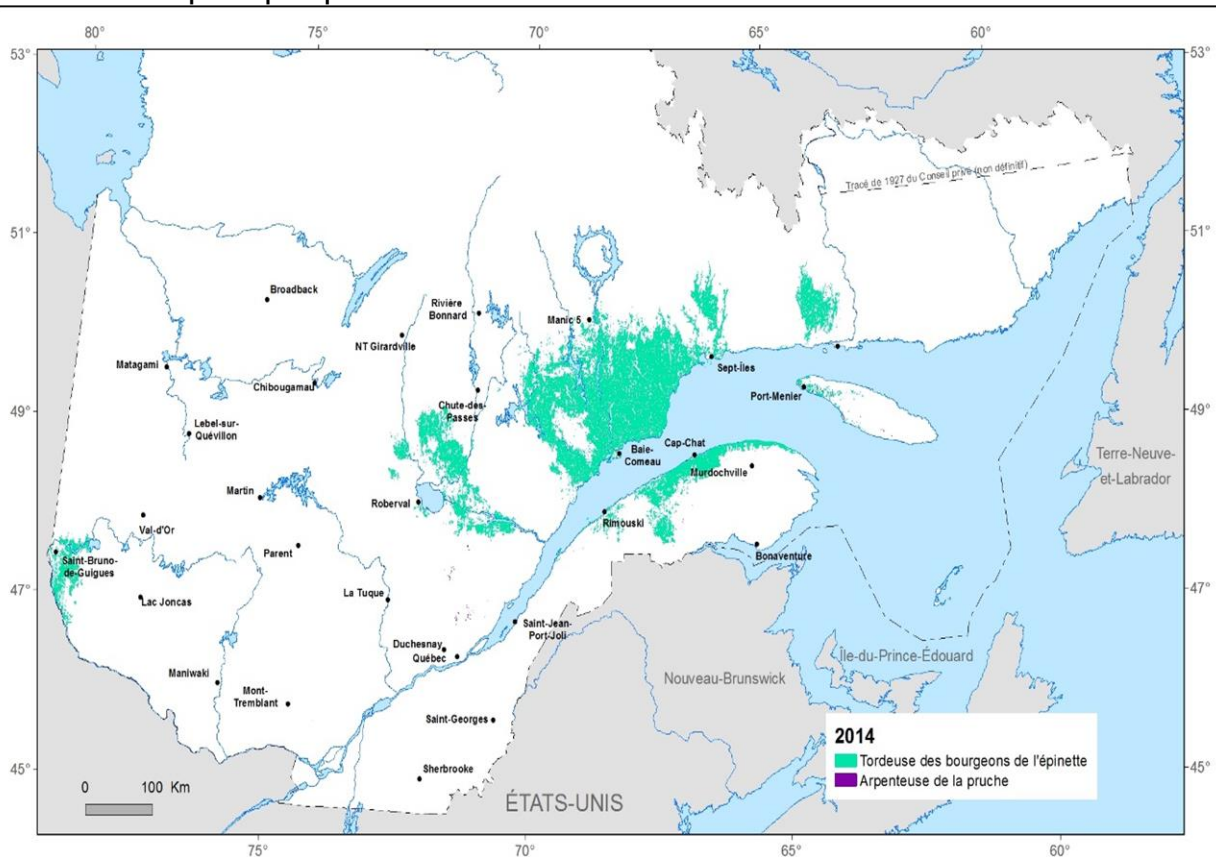 80° 75° 70° 65° 60°
53° 53°
Tracé de 1927 du Conseil privé (non définitif)
51° 51°
Broadback
Rivière
Bonnard
Manic 5
NT Girardville
Matagami
Sept-Îles
Chibougamau
Port-Menier
49° 49°
Chute-des-
Passes
Lebel-sur-
Quévillon
Cap-Chat
Baie-
Comeau
Terre-Neuve-
et-Labrador
Murdochville
Martin
Roberval
Rimouski
Val-d'Or
Parent
Bonaventure
Saint-Bruno-
de-Guigues
47° 47°
La Tuque
Lac Joncas
Saint-Jean-
Port-Joli
Duchesnay
Québec
Île-du-Prince-Édouard
Maniwaki
Nouveau-Brunswick
Mont-
Tremblant
Saint-Georges
2014
Tordeuse des bourgeons de l'épinette
Arpenteuse de la pruche
45° 45°
Sherbrooke
0 100 Km
ÉTATS-UNIS
75° 70° 65° 60°